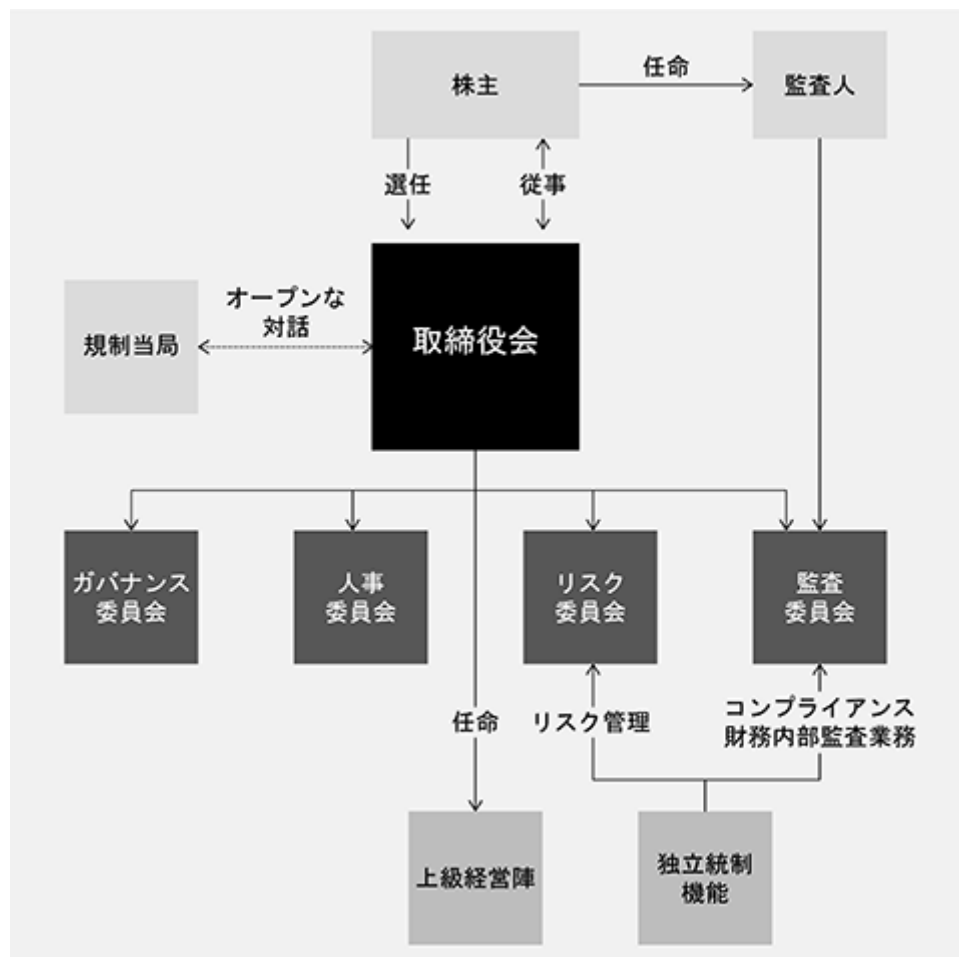 株主
任命
監査人
選任
従事
オープンな
対話
規制当局
取締役会
ガバナンス
委員会
人事
委員会
リスク
委員会
監査
委員会
任命
リスク管理
コンプライアンス
財務内部監査業務
上級経営陣
独立統制
機能